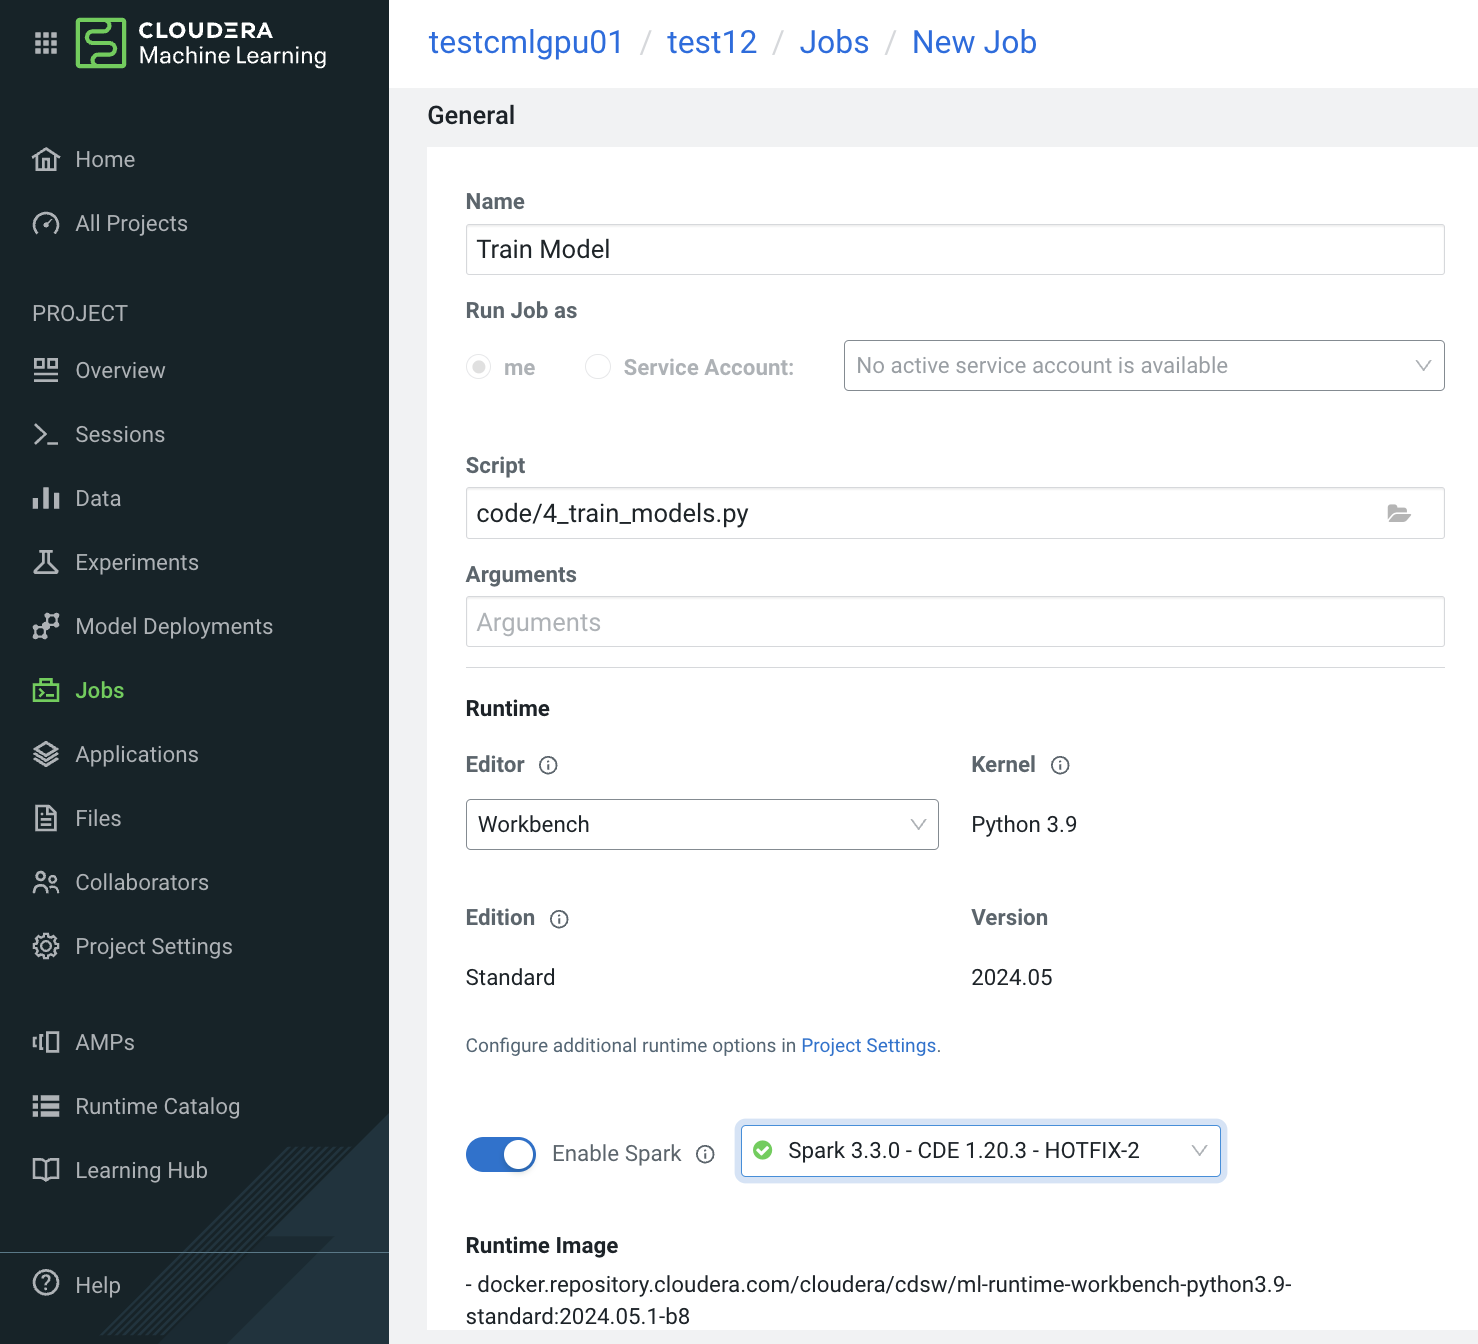 CLOUDERA
Machine Learning
Home
All Projects
PROJECT
Overview
Sessions
Data
Experiments
Model Deployments
Jobs
Applications
Files
Collaborators
Project Settings
AMPs
Runtime Catalog
Learning Hub
Help
testcmlgpu01 / test12 / Jobs / New Job
General
Name
Train Model
Run Job as
me Service Account: No active service account is available
Script
code/4_train_models.py
Arguments
Arguments
Runtime
Editor Kernel
Workbench Python 3.9
Edition Version
Standard 2024.05
Configure additional runtime options in Project Settings.
Enable Spark Spark 3.3.0 - CDE 1.20.3 - HOTFIX-2
Runtime Image
- docker.repository.cloudera.com/cloudera/cdsw/ml-runtime-workbench-python3.9-
standard:2024.05.1-b8